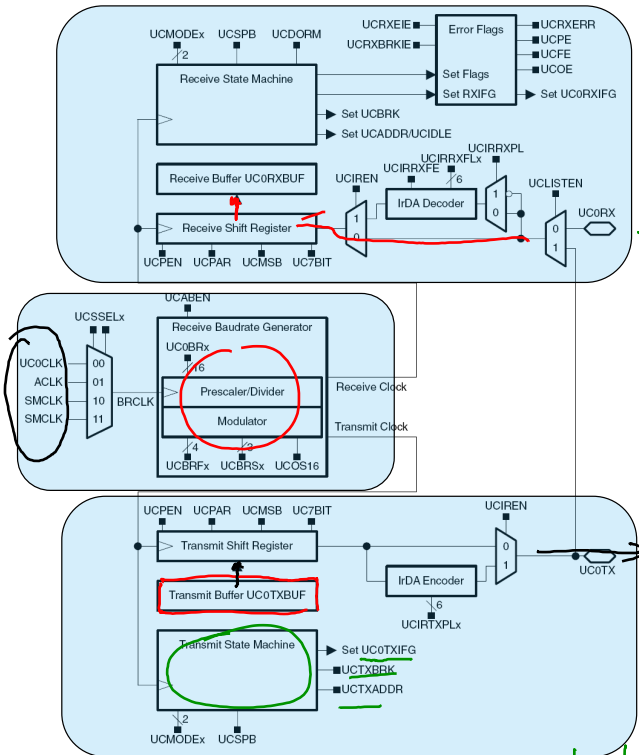 UCMODEx UCSPB UCDORM
2
Receive State Machine
UCRXEIE
UCRXBRKIE
Error Flags
UCRXERR
UCPE
UCFE
UCOE
Set Flags
Set RXIFG
Set UC0RXIFG
Set UCBRK
Set UCADDR/UCIDLE
Receive Buffer UC0RXBUF
Receive Shift Register
UCPEN UCPAR UCMSB UC7BIT
UCIREN
1
0
UCIRRXPL
UCIRRXFLx
UCIRRXFE
6
IrDA Decoder
1
0
UCLISTEN
0
1
UC0RX
UCABEN
UCSSELx
Receive Baudrate Generator
UC0BRx
16
UC0CLK 00
ACLK 01
SMCLK 10
SMCLK 11
BRCLK
Prescaler/Divider
Modulator
Receive Clock
Transmit Clock
4
3
UCBRFx UCBRSx UCOS16
UCPEN UCPAR UCMSB UC7BIT
Transmit Shift Register
UCIREN
0
1
UC0TX
Transmit Buffer UC0TXBUF
IrDA Encoder
6
UCIRTXPLx
Transmit State Machine
Set UC0TXIFG
UCTXBRK
UCTXADDR
2
UCMODEx UCSPB